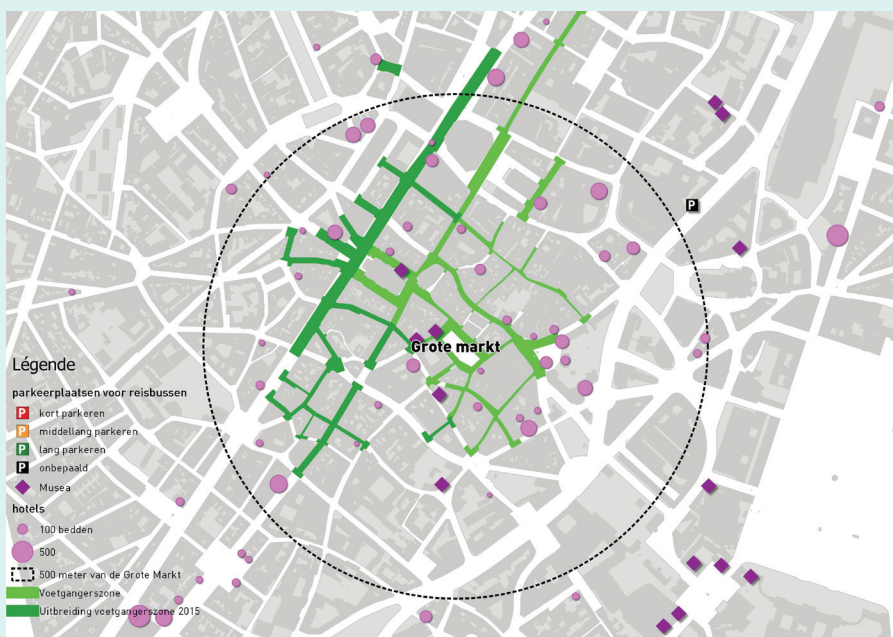 P
Grote markt
Légende
parkeerplaatsen voor reisbussen
P kort parkeren
P middellang parkeren
P lang parkeren
P onbepaald
Musea
hotels
100 bedden
500
500 meter van de Grote Markt
Voetgangerszone
Uitbreiding voetgangerszone 2015